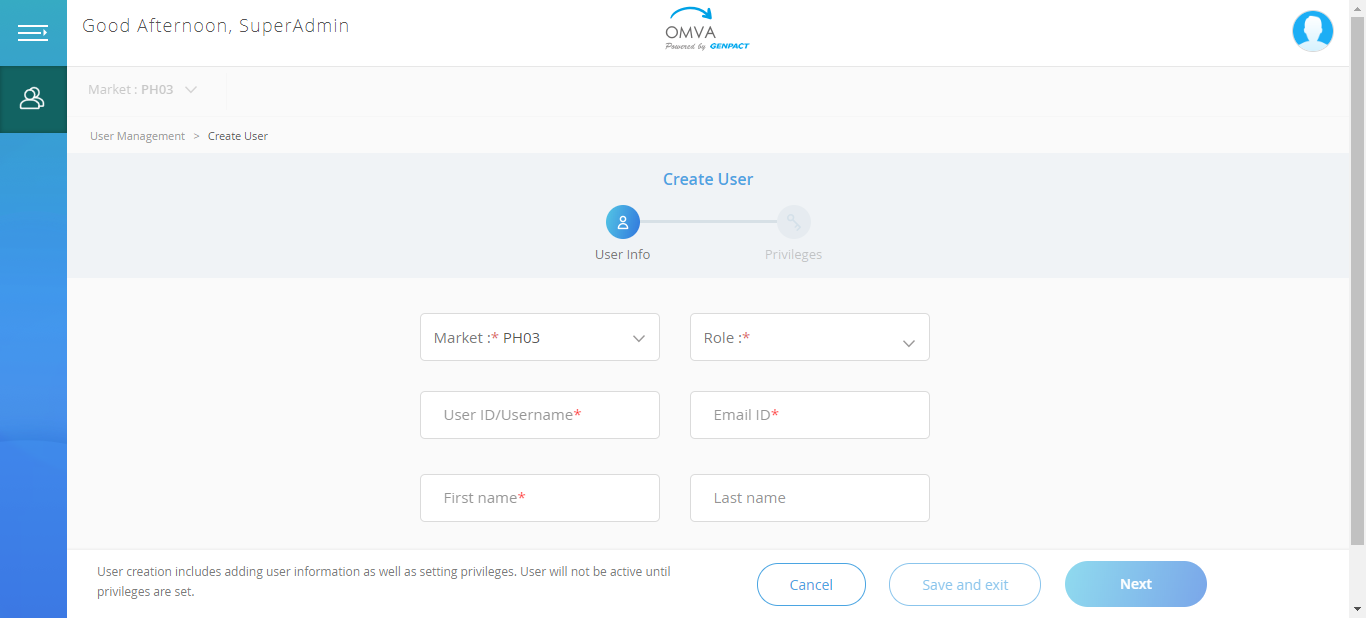 Good Afternoon, SuperAdmin
OMVA
Powered by GENPACT
Market : PH03
User Management > Create User
Create User
User Info
Privileges
Market :* PH03
Role :*
User ID/Username*
Email ID*
First name*
Last name
User creation includes adding user information as well as setting privileges. User will not be active until
privileges are set.
Cancel
Save and exit
Next